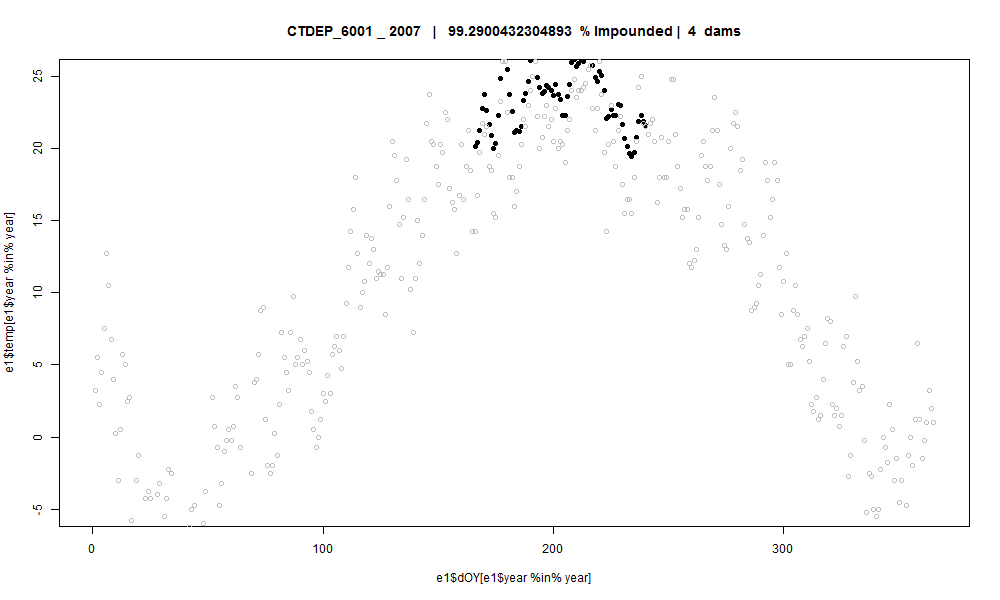 CTDEP_6001 _ 2007 | 99.2900432304893 % Impounded | 4 dams
e1$temp[e1$year %in% year]
25
20
15
10
5
0
-5
0 100 200 300
e1$dOY[e1$year %in% year]